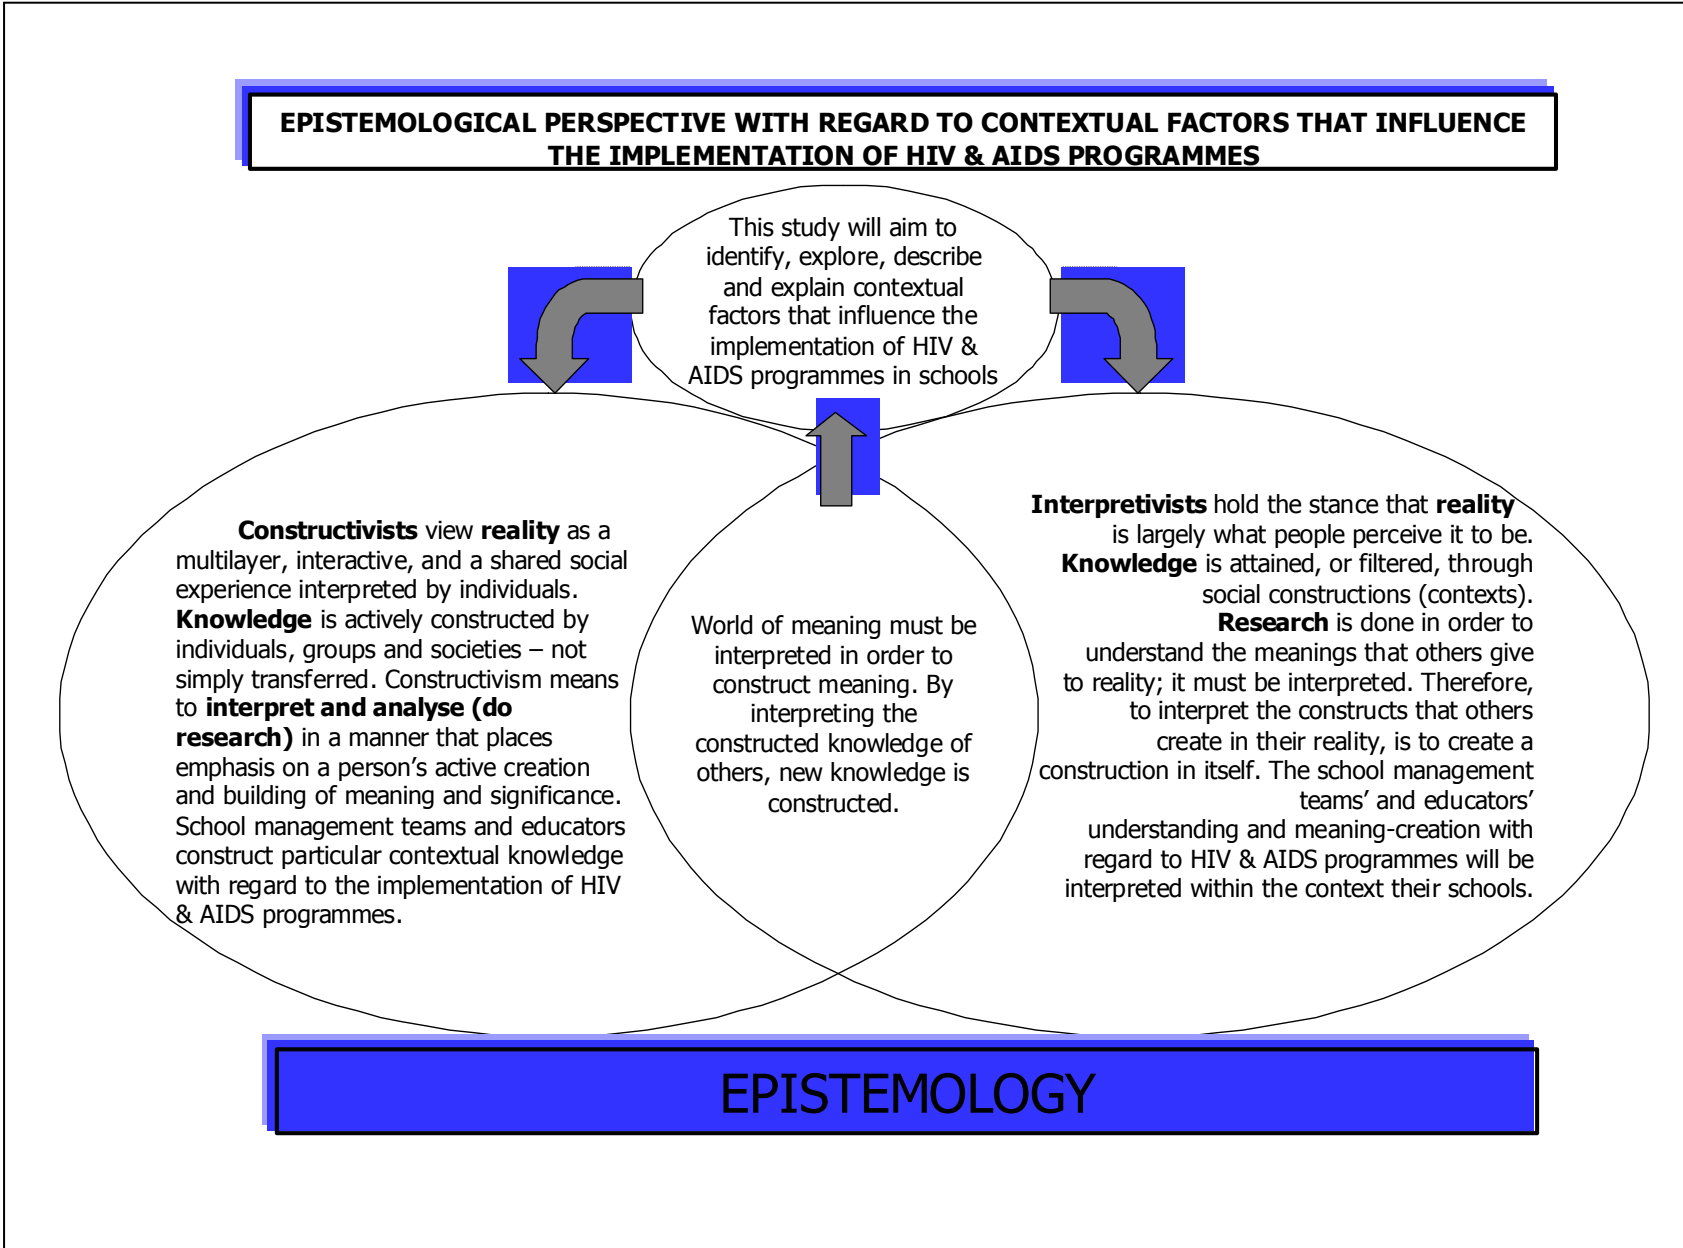 EPISTEMOLOGICAL PERSPECTIVE WITH REGARD TO CONTEXTUAL FACTORS THAT INFLUENCE
THE IMPLEMENTATION OF HIV & AIDS PROGRAMMES
This study will aim to
identify, explore, describe
and explain contextual
factors that influence the
implementation of HIV &
AIDS programmes in schools
Constructivists view reality as a
multilayer, interactive, and a shared social
experience interpreted by individuals.
Knowledge is actively constructed by
individuals, groups and societies – not
simply transferred. Constructivism means
to interpret and analyse (do
research) in a manner that places
emphasis on a person’s active creation
and building of meaning and significance.
School management teams and educators
construct particular contextual knowledge
with regard to the implementation of HIV
& AIDS programmes.
World of meaning must be
interpreted in order to
construct meaning. By
interpreting the
constructed knowledge of
others, new knowledge is
constructed.
Interpretivists hold the stance that reality
is largely what people perceive it to be.
Knowledge is attained, or filtered, through
social constructions (contexts).
Research is done in order to
understand the meanings that others give
to reality; it must be interpreted. Therefore,
to interpret the constructs that others
create in their reality, is to create a
construction in itself. The school management
teams’ and educators’
understanding and meaning-creation with
regard to HIV & AIDS programmes will be
interpreted within the context their schools.
EPISTEMOLOGY